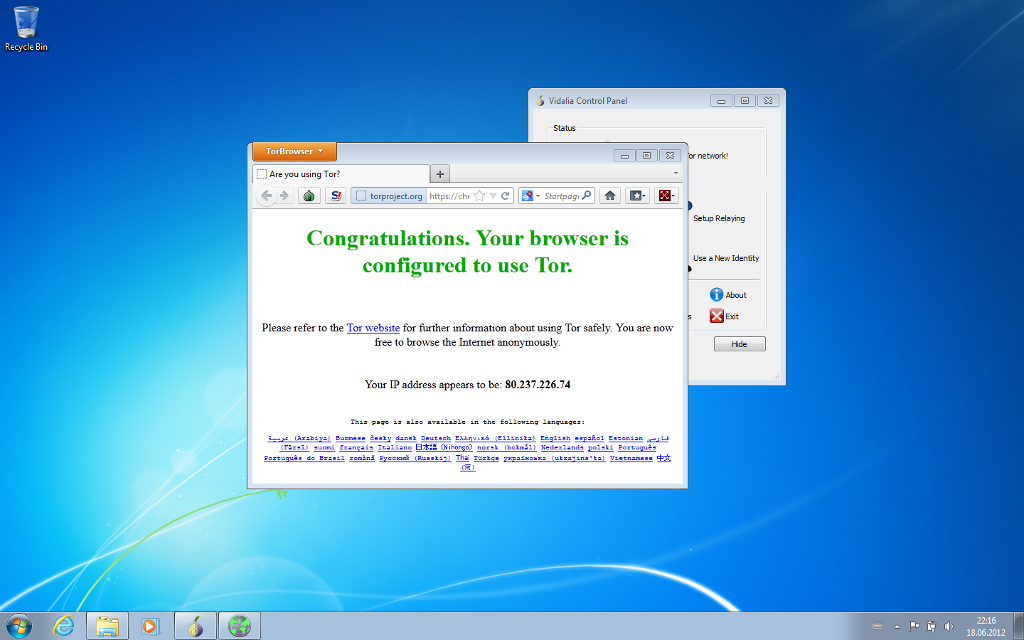 Recycle Bin
Vidalia Control Panel
Status
Tor network!
Setup Relaying
Use a New Identity
About
Exit
Hide
TorBrowser
Are you using Tor?
torproject.org https://che Startpage
Congratulations. Your browser is
configured to use Tor.
Please refer to the Tor website for further information about using Tor safely. You are now
free to browse the Internet anonymously.
Your IP address appears to be: 80.237.226.74
This page is also available in the following languages:
عربية (Arabiya) Burmese česky dansk Deutsch Ελληνικά (Ellinika) English español Estonian فارسی
(Fārsī) suomi français Italiano 日本語 (Nihongo) norsk (bokmål) Nederlands polski Português
Português do Brasil română Русский (Russkij) Thai Türkçe українська (ukrajins'ka) Vietnamese 中文
(简)
22:16
18.06.2012